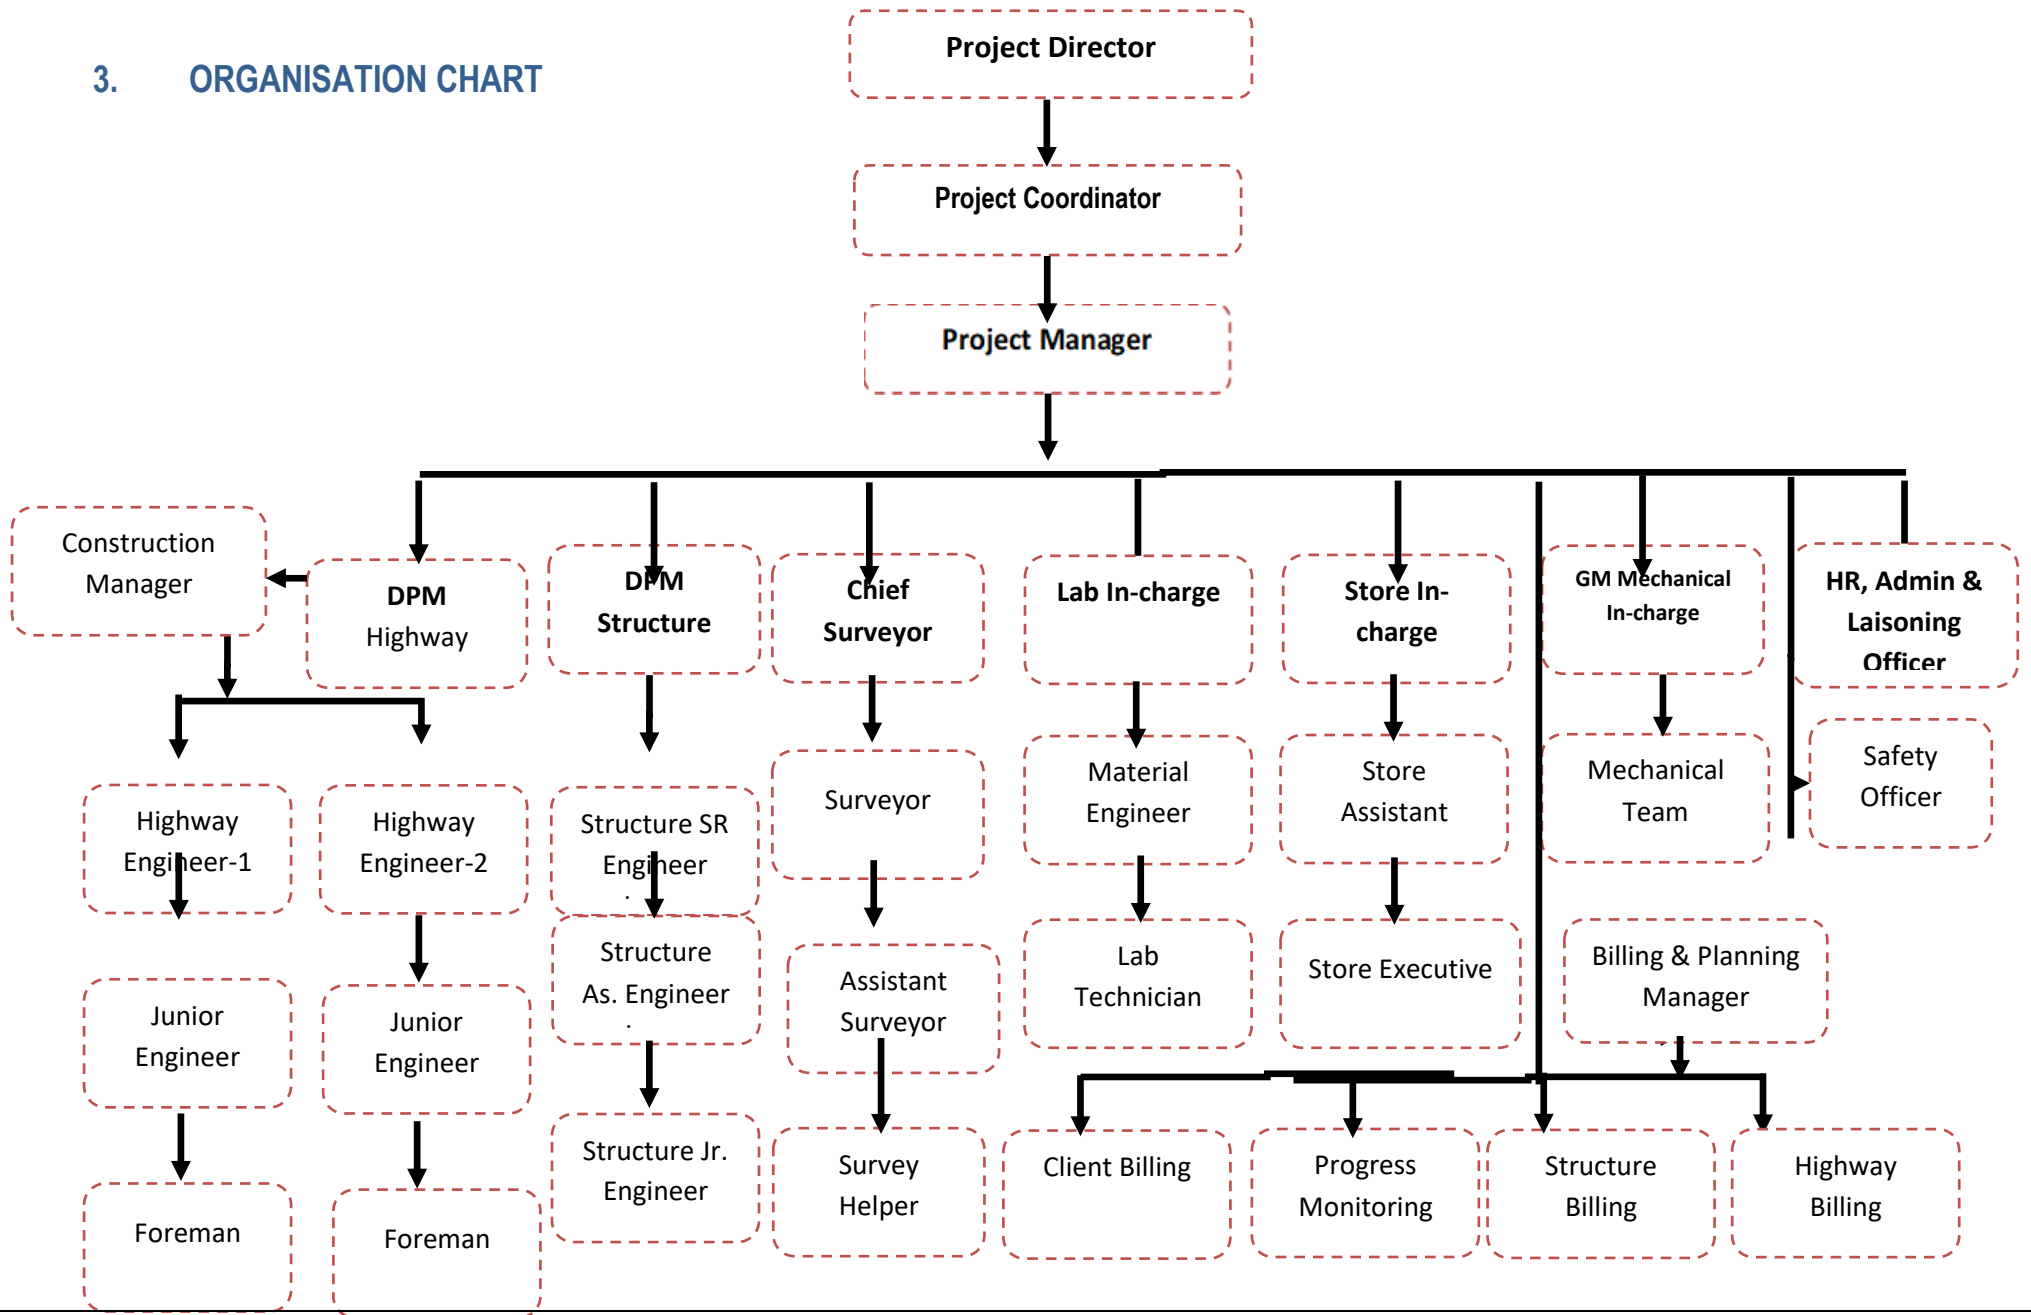 3. ORGANISATION CHART
Project Director
Project Coordinator
Project Manager
Construction
Manager
DPM
Highway
DPM
Structure
Chief
Surveyor
Lab In-charge
Store In-
charge
GM Mechanical
In-charge
HR, Admin &
Laisoning
Officer
Highway
Engineer-1
Highway
Engineer-2
Structure SR
Engineer
.
Surveyor
Material
Engineer
Store
Assistant
Mechanical
Team
Safety
Officer
Junior
Engineer
Junior
Engineer
Structure
As. Engineer
.
Assistant
Surveyor
Lab
Technician
Store Executive
Billing & Planning
Manager
Foreman
Foreman
Structure Jr.
Engineer
Survey
Helper
Client Billing
Progress
Monitoring
Structure
Billing
Highway
Billing